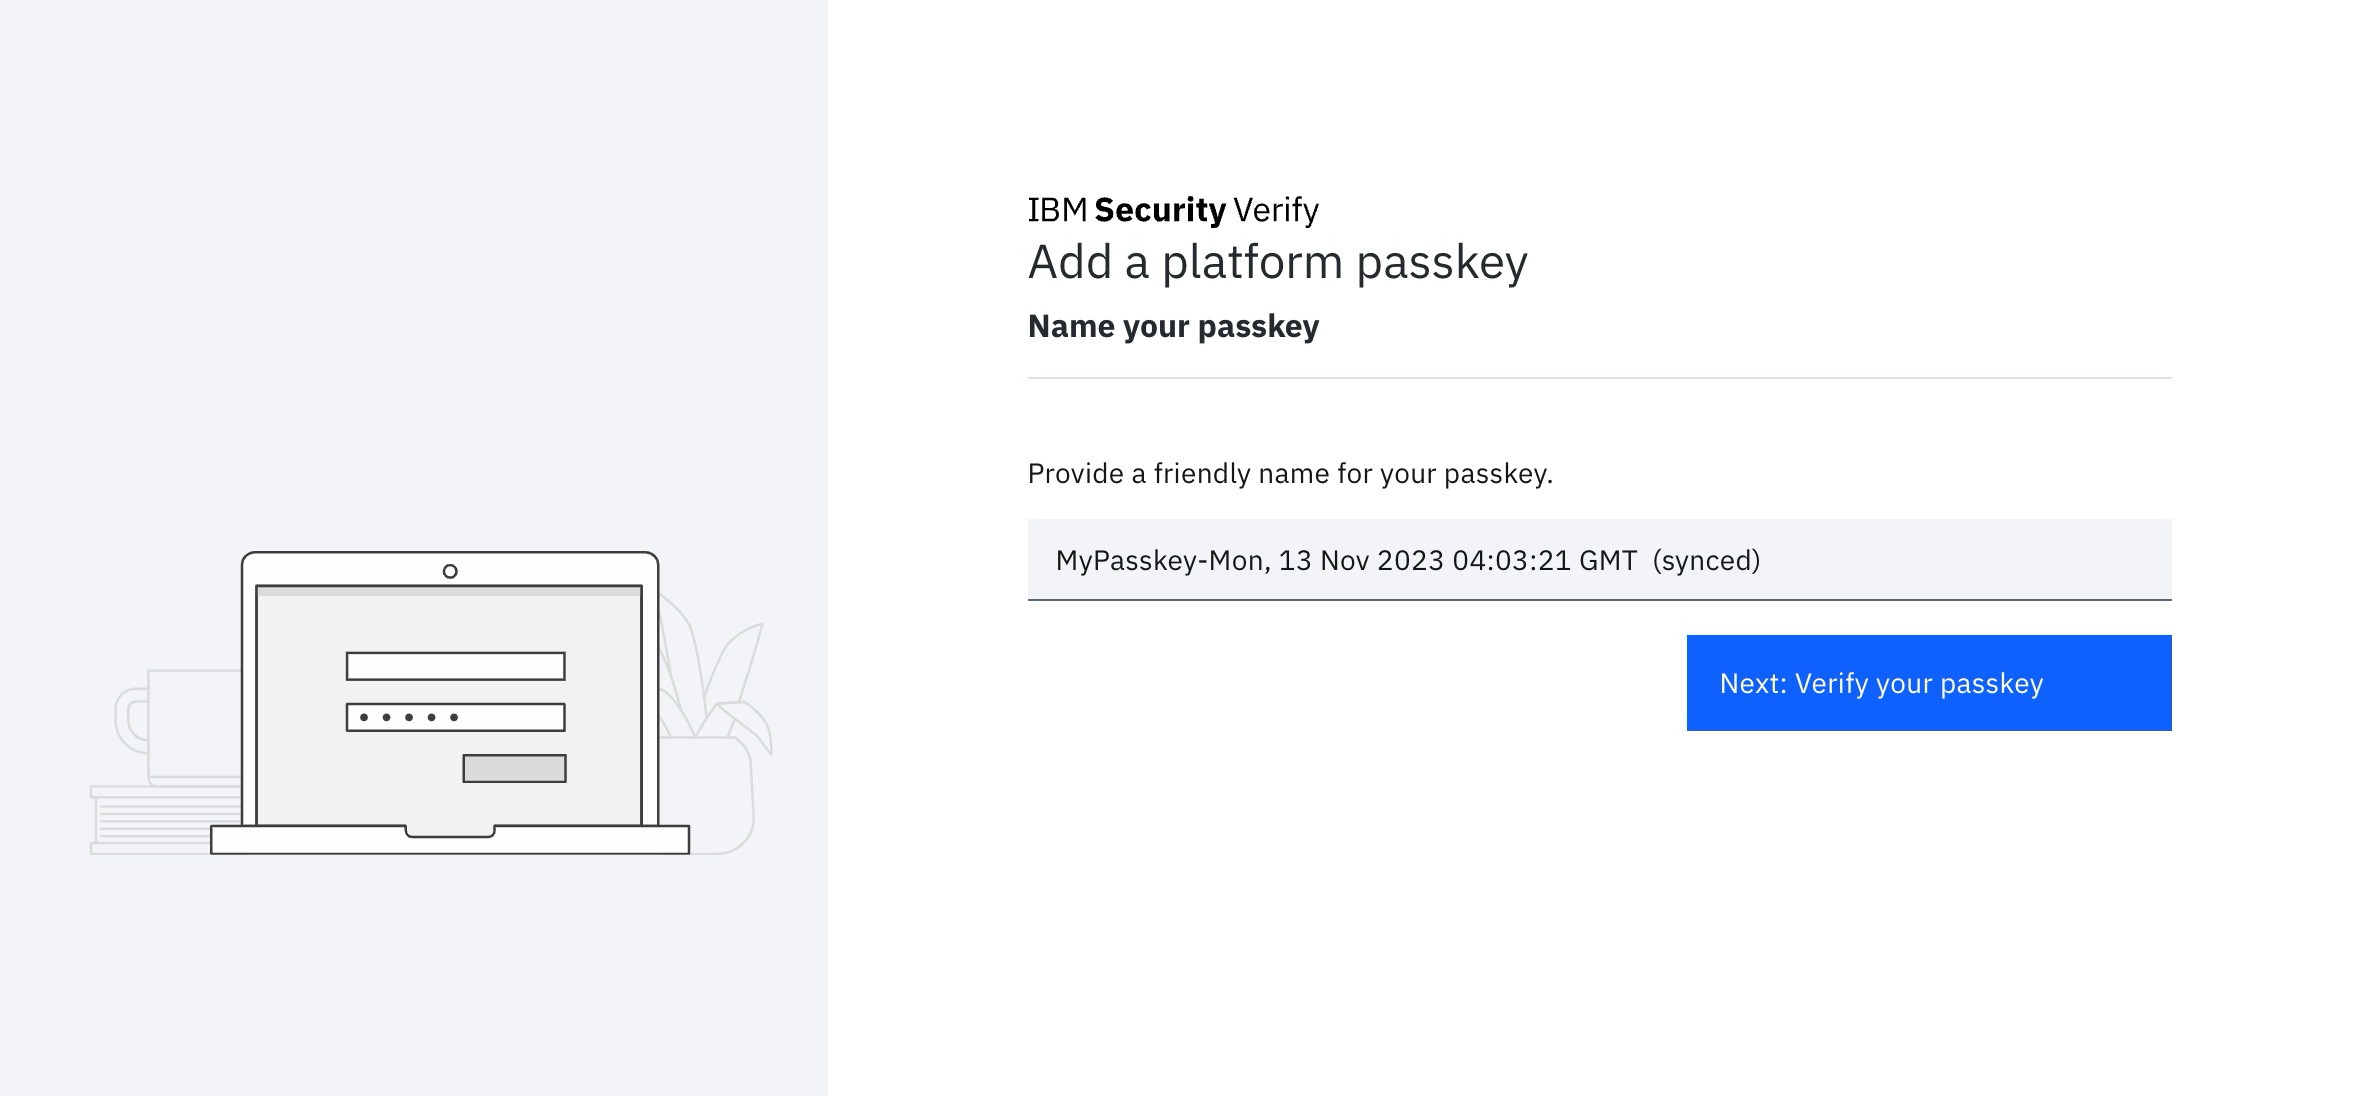 IBM Security Verify
Add a platform passkey
Name your passkey
Provide a friendly name for your passkey.
MyPasskey-Mon, 13 Nov 2023 04:03:21 GMT  (synced)
Next: Verify your passkey